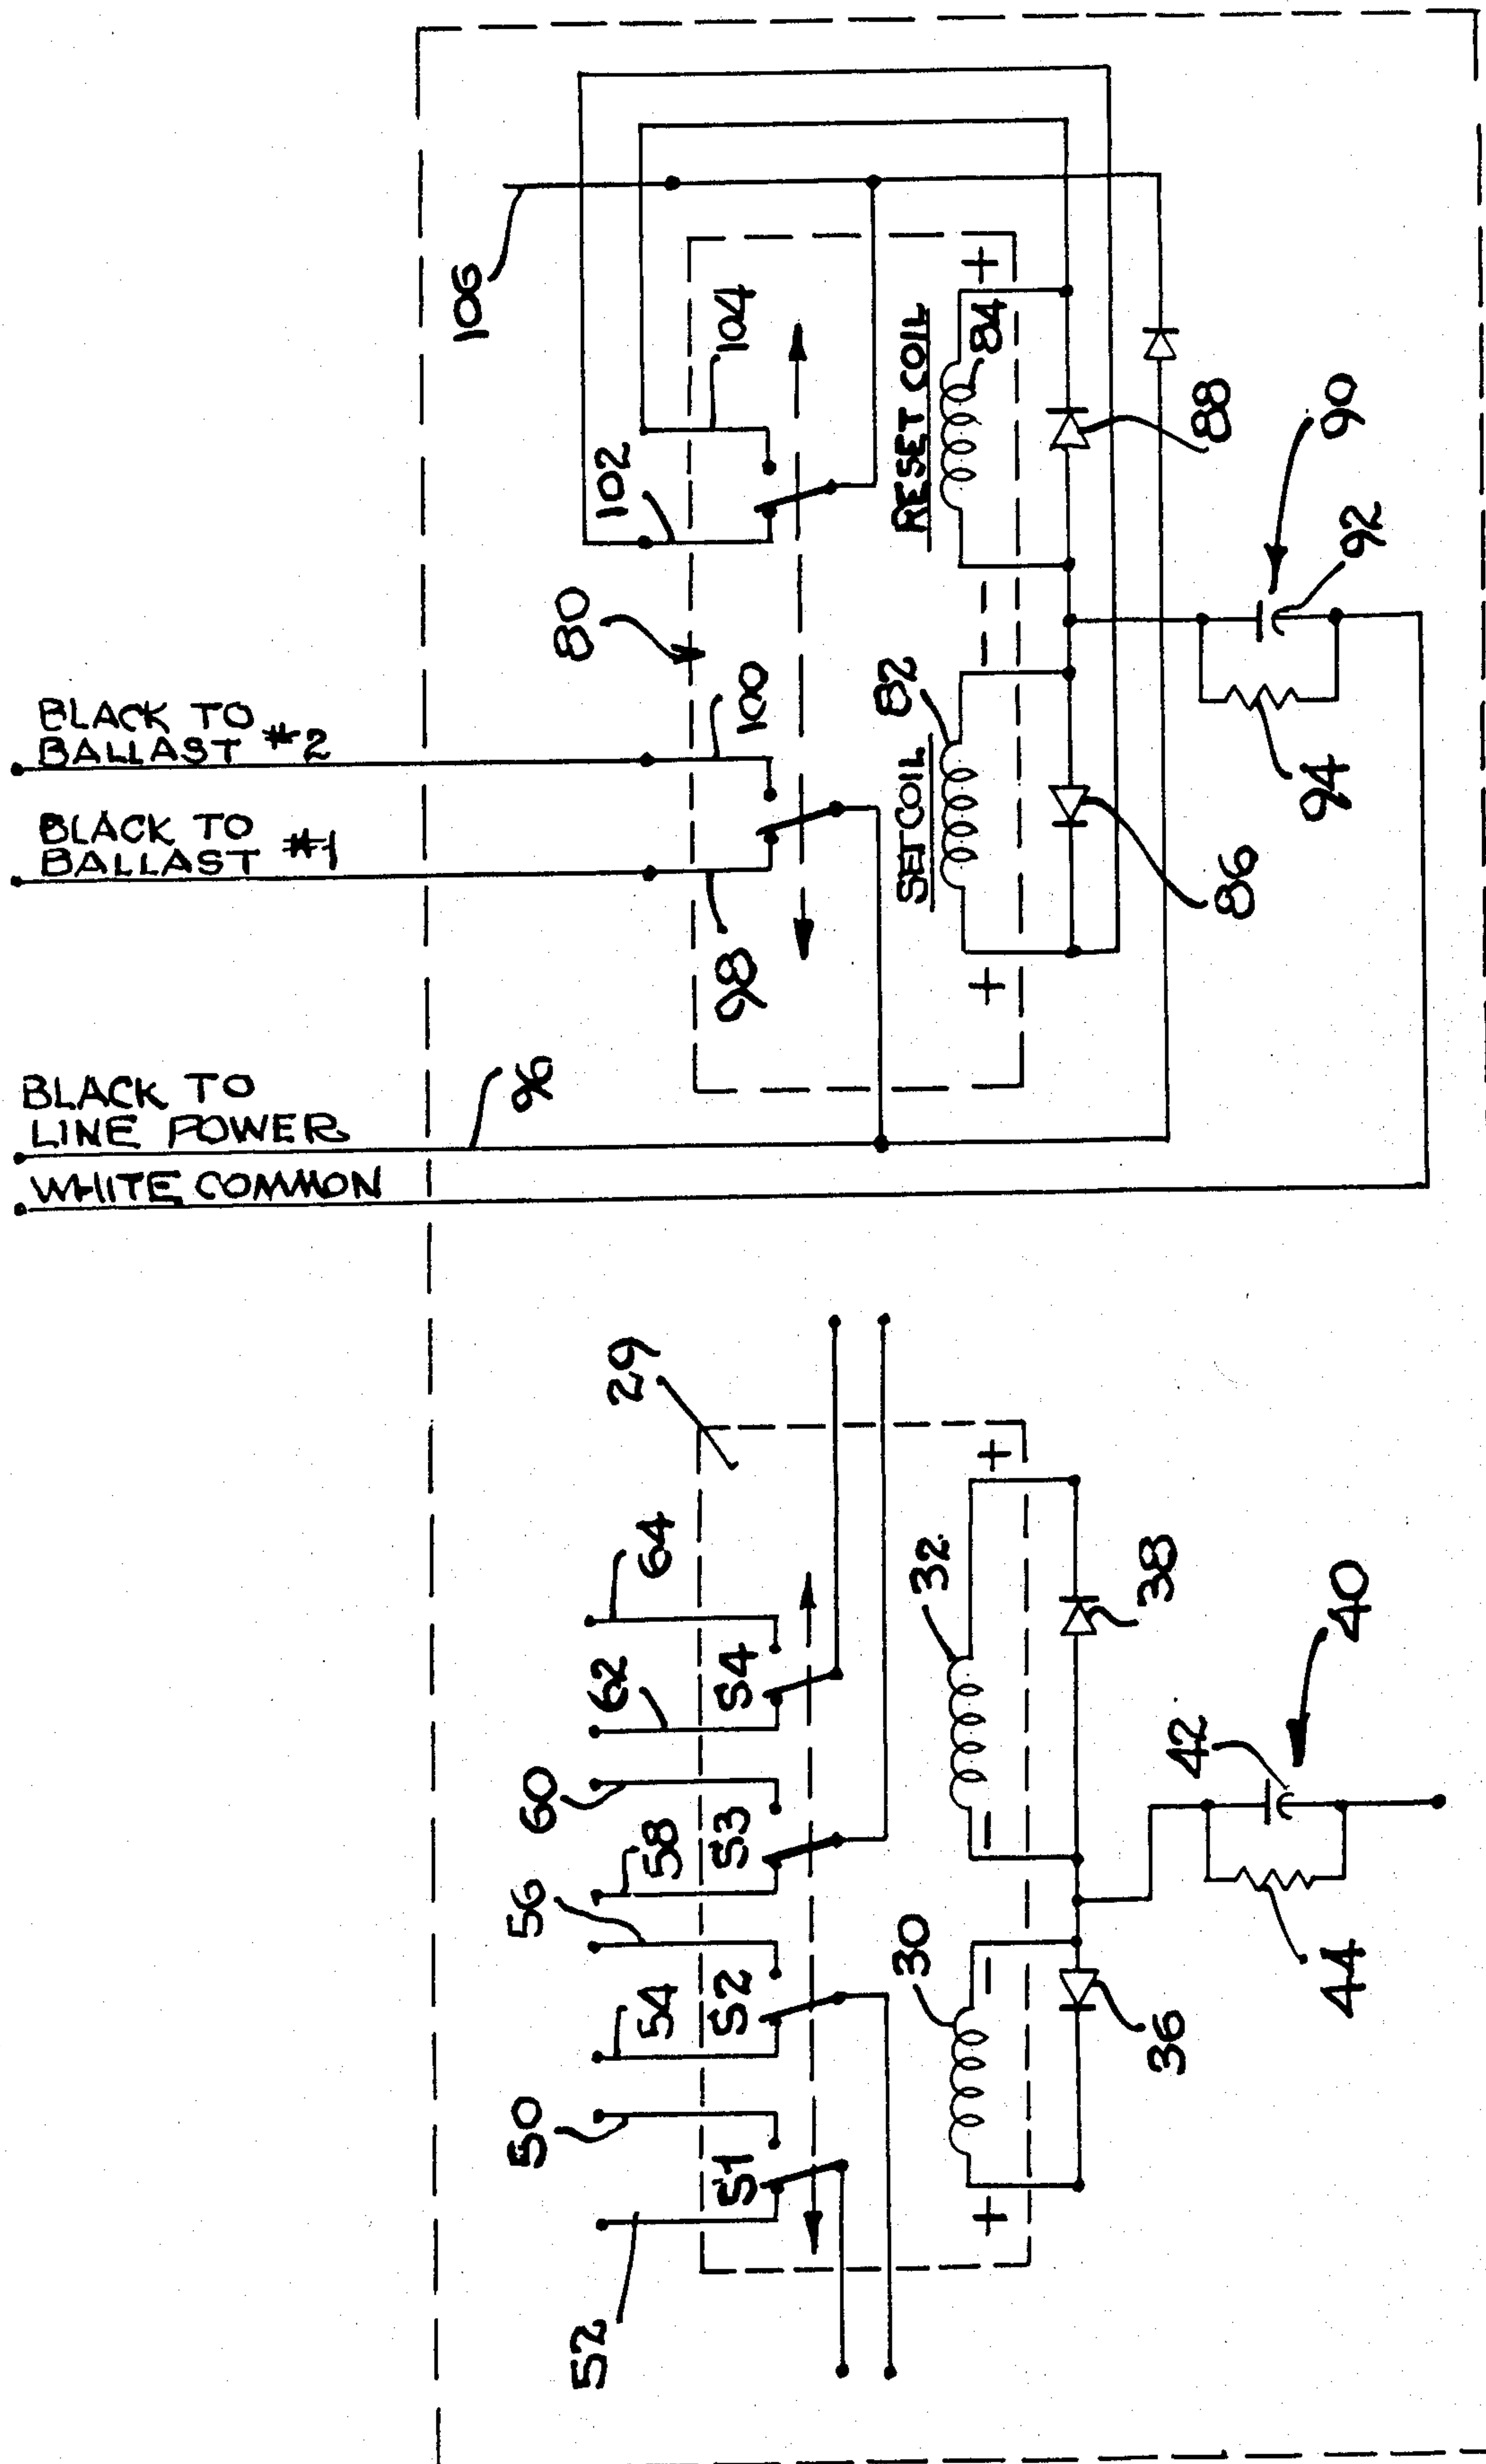 BLACK TO
BALLAST #2
BLACK TO
BALLAST #1
BLACK TO
LINE POWER
WHITE COMMON
106
104
102
80
100
98
96
+
RESET COIL
84
–
–
SET COIL
82
+
88
86
90
92
94
29
64
62
60
58
56
54
50
52
S4
S3
S2
S1
+
32
–
30
–
+
38
36
40
42
44